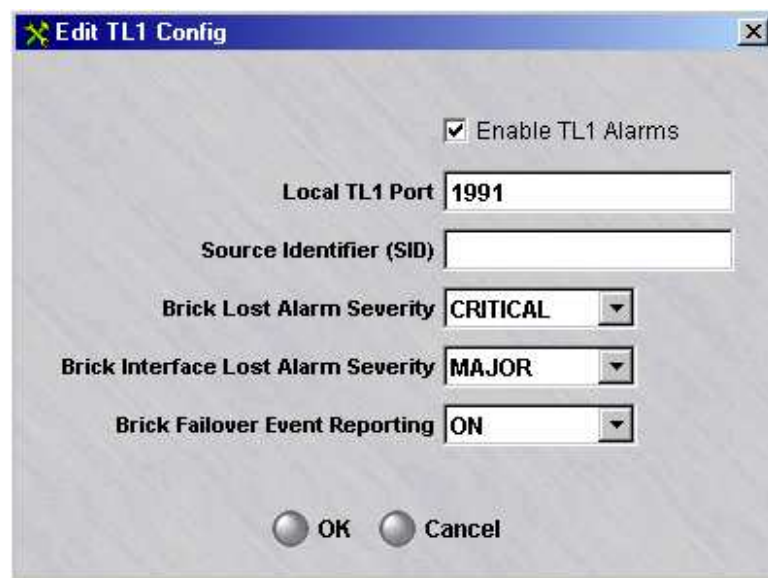 Edit TL1 Config
Enable TL1 Alarms
Local TL1 Port 1991
Source Identifier (SID)
Brick Lost Alarm Severity CRITICAL
Brick Interface Lost Alarm Severity MAJOR
Brick Failover Event Reporting ON
OK Cancel